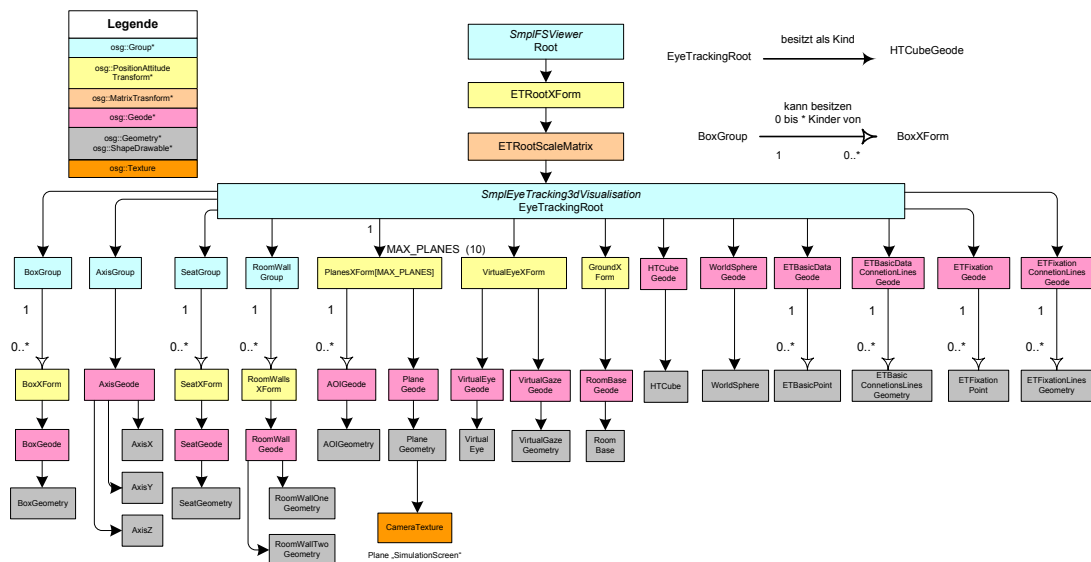 Legende
osg::Group*
osg::PositionAttitude
Transform*
osg::MatrixTrasnform*
osg::Geode*
osg::Geometry*
osg::ShapeDrawable*
osg::Texture
SmplFSViewer
Root
ETRootXForm
ETRootScaleMatrix
besitzt als Kind
EyeTrackingRoot
HTCubeGeode
kann besitzen
0 bis * Kinder von
BoxGroup
BoxXForm
1
0..*
SmplEyeTracking3dVisualisation
EyeTrackingRoot
1
MAX_PLANES (10)
BoxGroup
AxisGroup
SeatGroup
RoomWall
Group
PlanesXForm[MAX_PLANES]
VirtualEyeXForm
GroundX
Form
HTCube
Geode
WorldSphere
Geode
ETBasicData
Geode
ETBasicData
ConnetionLines
Geode
ETFixation
Geode
ETFixation
ConnetionLines
Geode
1
0..*
1
0..*
1
0..*
1
0..*
1
0..*
1
0..*
1
0..*
1
0..*
BoxXForm
AxisGeode
SeatXForm
RoomWalls
XForm
AOIGeode
Plane
Geode
VirtualEye
Geode
VirtualGaze
Geode
RoomBase
Geode
HTCube
WorldSphere
ETBasicPoint
ETBasic
ConnetionsLines
Geometry
ETFixation
Point
ETFixationLines
Geometry
BoxGeode
AxisX
SeatGeode
RoomWall
Geode
AOIGeometry
Plane
Geometry
Virtual
Eye
VirtualGaze
Geometry
Room
Base
BoxGeometry
AxisY
SeatGeometry
RoomWallOne
Geometry
AxisZ
CameraTexture
RoomWallTwo
Geometry
Plane „SimulationScreen“